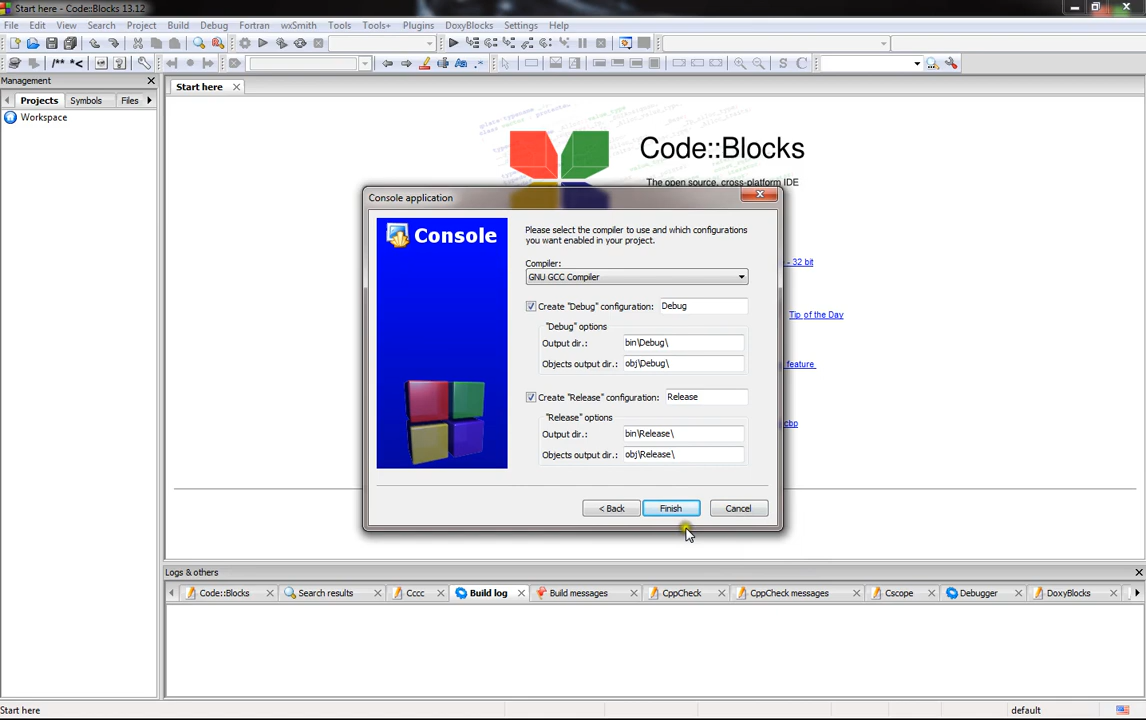 Start here - Code::Blocks 13.12
File Edit View Search Project Build Debug Fortran wxSmith Tools Tools+ Plugins DoxyBlocks Settings Help
/** *<
S C
Management
Projects Symbols Files
Workspace
Start here
Code::Blocks
The open source, cross-platform IDE
- 32 bit
Tip of the Day
feature
cbp
Console application
Console
Please select the compiler to use and which configurations
you want enabled in your project.
Compiler:
GNU GCC Compiler
Create "Debug" configuration: Debug
"Debug" options
Output dir.: bin\Debug\
Objects output dir.: obj\Debug\
Create "Release" configuration: Release
"Release" options
Output dir.: bin\Release\
Objects output dir.: obj\Release\
< Back Finish Cancel
Logs & others
Code::Blocks Search results Cccc Build log Build messages CppCheck CppCheck messages Cscope Debugger DoxyBlocks
Start here default